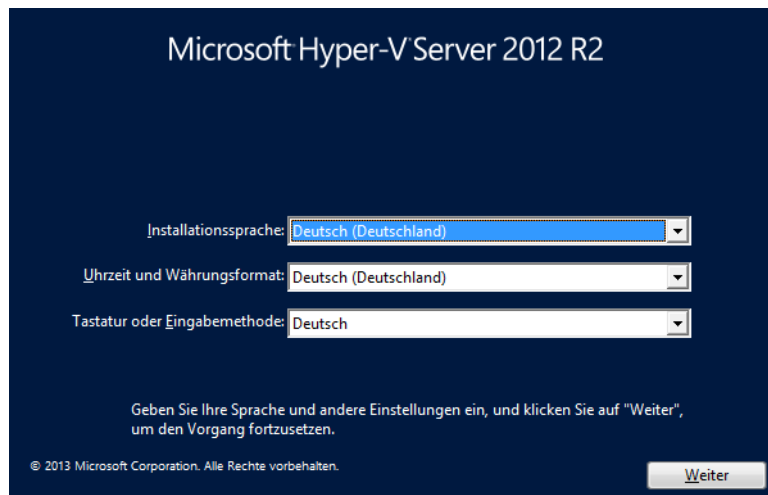 Microsoft Hyper-V Server 2012 R2
Installationssprache: Deutsch (Deutschland)
Uhrzeit und Währungsformat: Deutsch (Deutschland)
Tastatur oder Eingabemethode: Deutsch
Geben Sie Ihre Sprache und andere Einstellungen ein, und klicken Sie auf "Weiter",
um den Vorgang fortzusetzen.
© 2013 Microsoft Corporation. Alle Rechte vorbehalten.
Weiter